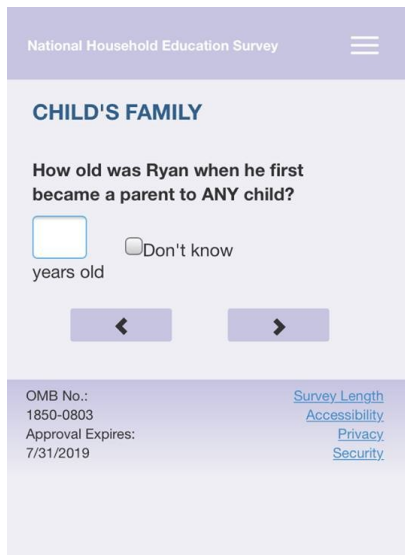 National Household Education Survey
CHILD'S FAMILY
How old was Ryan when he first
became a parent to ANY child?
Don't know
years old
OMB No.:
1850-0803
Approval Expires:
7/31/2019
Survey Length
Accessibility
Privacy
Security